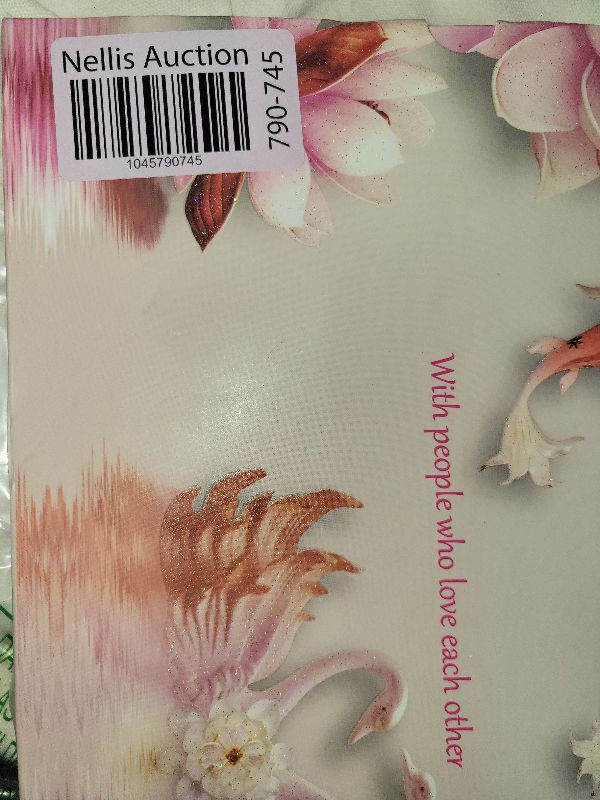 Nellis Auction
1045790745
790-745
With people who love each other